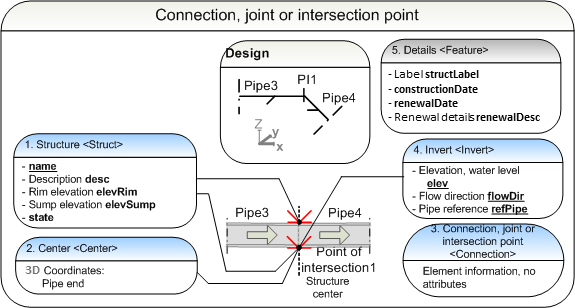 Connection, joint or intersection point
Design
Pipe3
PI1
Pipe4
Z
y
x
5. Details <Feature>
- Label structLabel
- constructionDate
- renewalDate
- Renewal details renewalDesc
1. Structure <Struct>
- name
- Description desc
- Rim elevation elevRim
- Sump elevation elevSump
- state
4. Invert <Invert>
- Elevation, water level
elev
- Flow direction flowDir
- Pipe reference refPipe
2. Center <Center>
3D Coordinates:
Pipe end
Pipe3
Pipe4
Point of
intersection1
Structure
center
3. Connection, joint or
intersection point
<Connection>
Element information, no
attributes